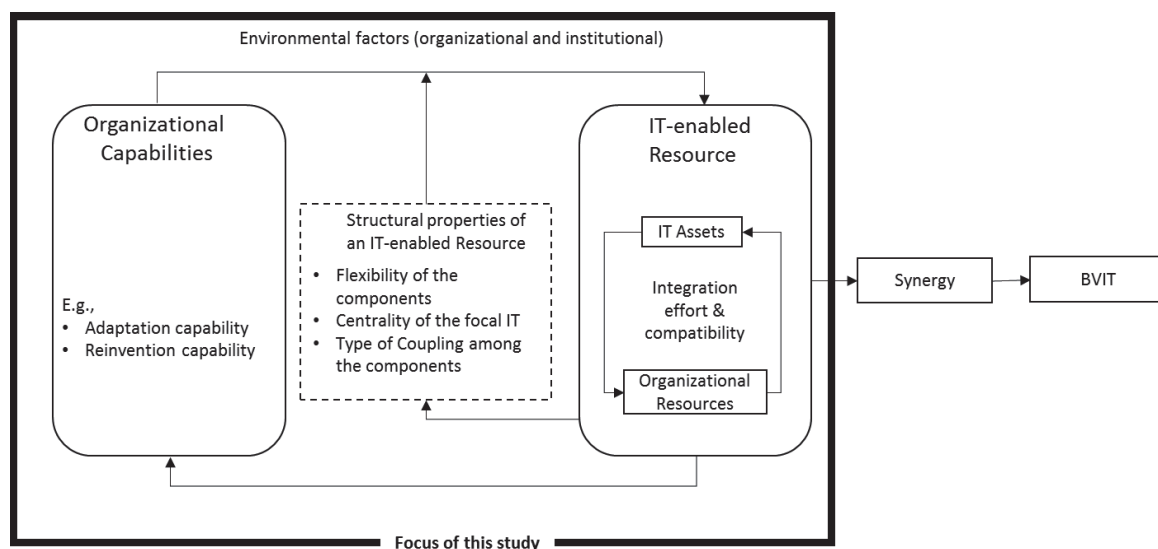 Environmental factors (organizational and institutional)
Organizational
Capabilities
E.g.,
• Adaptation capability
• Reinvention capability
Structural properties of
an IT-enabled Resource
• Flexibility of the
components
• Centrality of the focal IT
• Type of Coupling among
the components
IT-enabled
Resource
IT Assets
Integration
effort &
compatibility
Organizational
Resources
Synergy
BVIT
Focus of this study